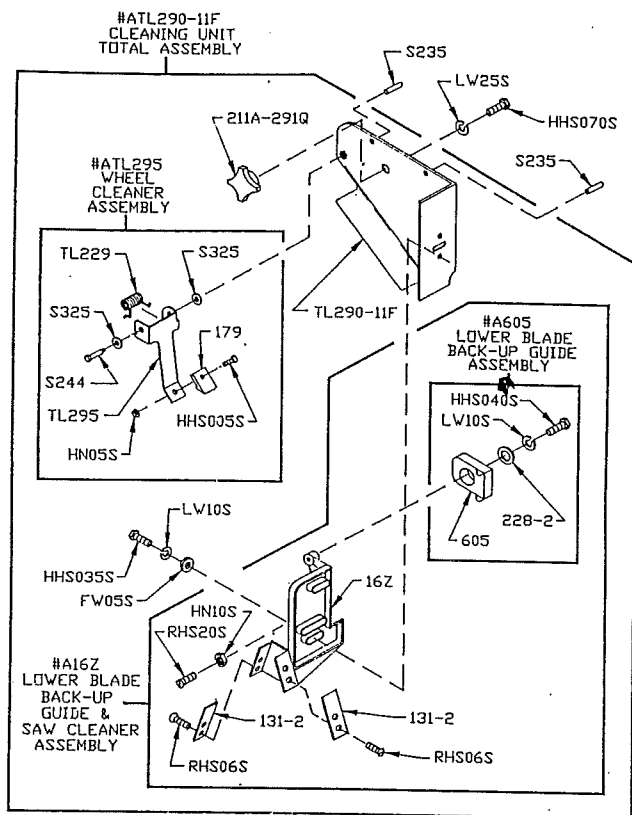 #ATL290-11F
CLEANING UNIT
TOTAL ASSEMBLY
S235
LW25S
HHS070S
211A-291Q
S235
#ATL295
WHEEL
CLEANER
ASSEMBLY
TL229
S325
S325
179
S244
TL295
HHS005S
HN05S
TL290-11F
#A605
LOWER BLADE
BACK-UP GUIDE
ASSEMBLY
HHS040S
LW10S
228-2
605
LW10S
HHS035S
FW05S
16Z
HN10S
RHS20S
#A16Z
LOWER BLADE
BACK-UP
GUIDE &
SAW CLEANER
ASSEMBLY
131-2
131-2
RHS06S
RHS06S